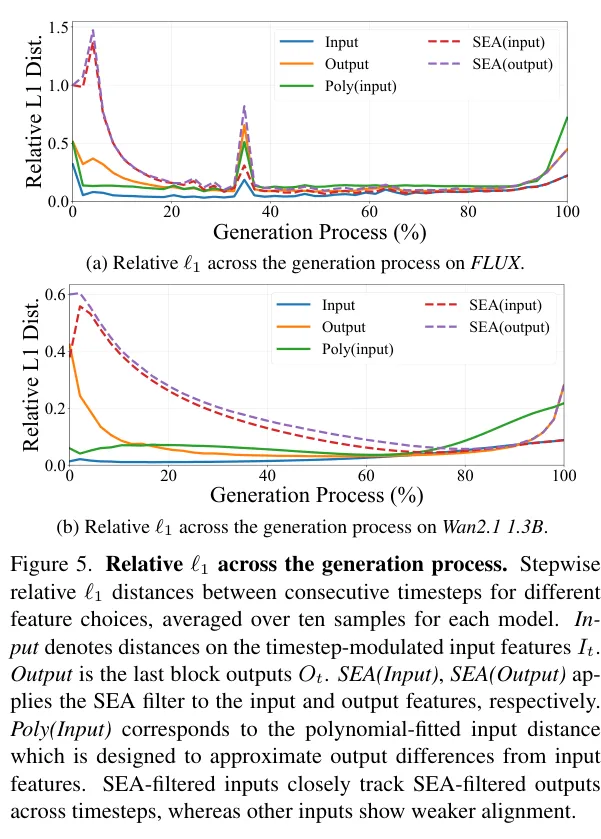 1.5
1.0
0.5
0.0
Relative L1 Dist.
Input
Output
Poly(input)
SEA(input)
SEA(output)
0
20
40
60
80
100
Generation Process (%)
(a) Relative ℓ1 across the generation process on FLUX.
0.6
0.4
0.2
0.0
Relative L1 Dist.
Input
Output
Poly(input)
SEA(input)
SEA(output)
0
20
40
60
80
100
Generation Process (%)
(b) Relative ℓ1 across the generation process on Wan2.1 1.3B.
Figure 5. Relative ℓ1 across the generation process. Stepwise
relative ℓ1 distances between consecutive timesteps for different
feature choices, averaged over ten samples for each model. In-
put denotes distances on the timestep-modulated input features It.
Output is the last block outputs Ot. SEA(Input), SEA(Output) ap-
plies the SEA filter to the input and output features, respectively.
Poly(Input) corresponds to the polynomial-fitted input distance
which is designed to approximate output differences from input
features. SEA-filtered inputs closely track SEA-filtered outputs
across timesteps, whereas other inputs show weaker alignment.